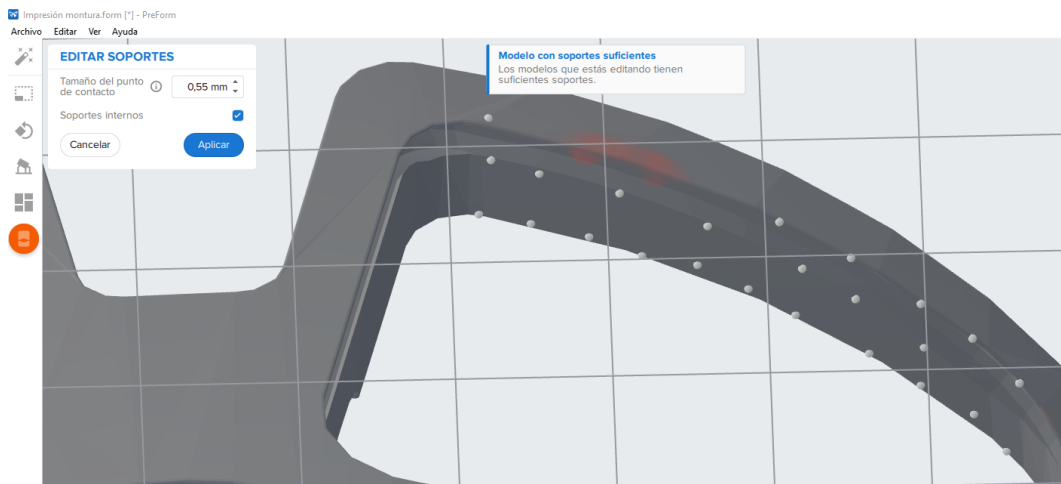 Impresión montura.form [*] - PreForm
Archivo Editar Ver Ayuda
EDITAR SOPORTES
Tamaño del punto
de contacto
0,55 mm
Soportes internos
Cancelar Aplicar
Modelo con soportes suficientes
Los modelos que estás editando tienen
suficientes soportes.